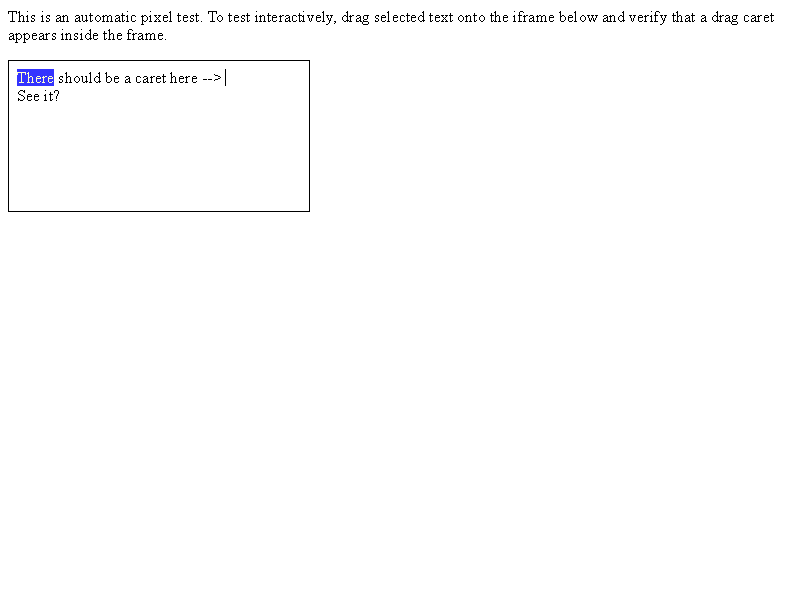 This is an automatic pixel test. To test interactively, drag selected text onto the iframe below and verify that a drag caret
appears inside the frame.
There should be a caret here -->
See it?